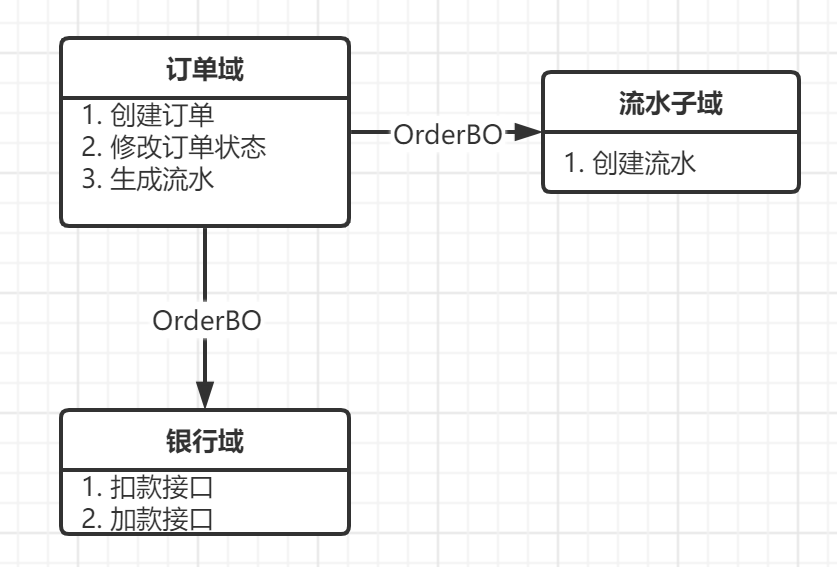 订单域
1. 创建订单
2. 修改订单状态
3. 生成流水
OrderBO
流水子域
1. 创建流水
OrderBO
银行域
1. 扣款接口
2. 加款接口